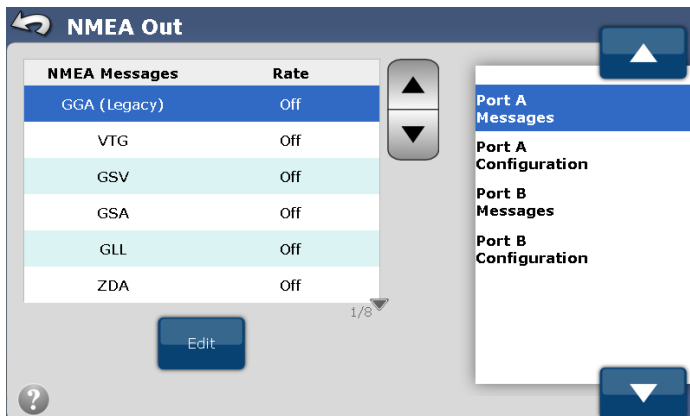 NMEA Out
NMEA Messages Rate
GGA (Legacy) Off
VTG Off
GSV Off
GSA Off
GLL Off
ZDA Off
1/8
Edit
?
Port A
Messages
Port A
Configuration
Port B
Messages
Port B
Configuration